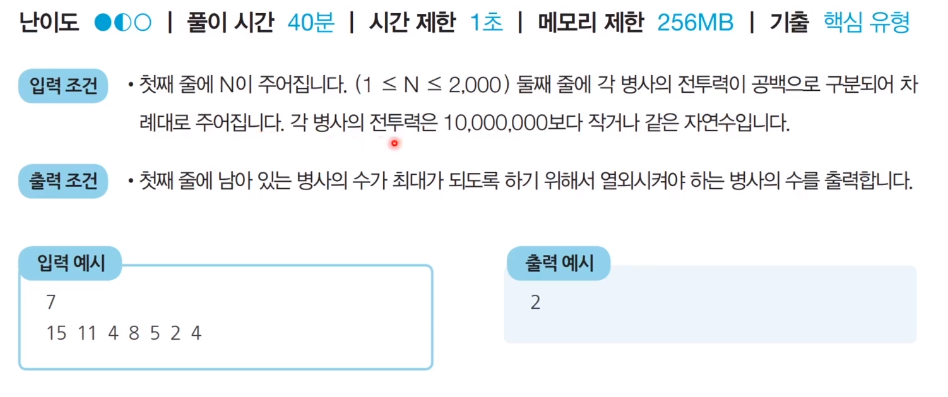 난이도 | 풀이 시간 40분 | 시간 제한 1초 | 메모리 제한 256MB | 기출 핵심 유형
입력 조건 • 첫째 줄에 N이 주어집니다. (1 ≤ N ≤ 2,000) 둘째 줄에 각 병사의 전투력이 공백으로 구분되어 차
례대로 주어집니다. 각 병사의 전투력은 10,000,000보다 작거나 같은 자연수입니다.
출력 조건 • 첫째 줄에 남아 있는 병사의 수가 최대가 되도록 하기 위해서 열외시켜야 하는 병사의 수를 출력합니다.
입력 예시
7
15 11 4 8 5 2 4
출력 예시
2